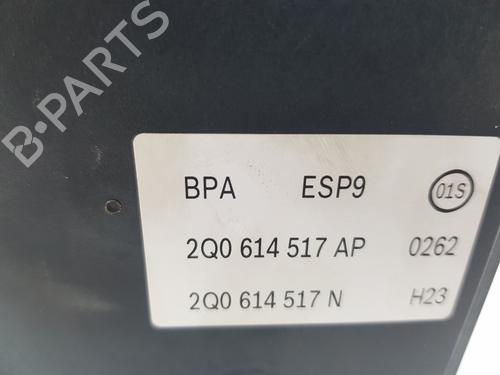 B-PARTS
BPA ESP9 01S
2Q0 614 517 AP 0262
2Q0 614 517 N H23